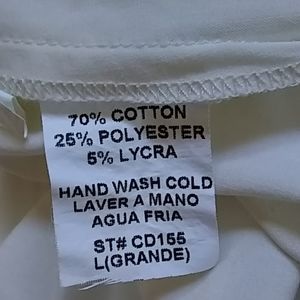 70% COTTON
25% POLYESTER
5% LYCRA
HAND WASH COLD
LAVER A MANO
AGUA FRIA
ST# CD155
L(GRANDE)